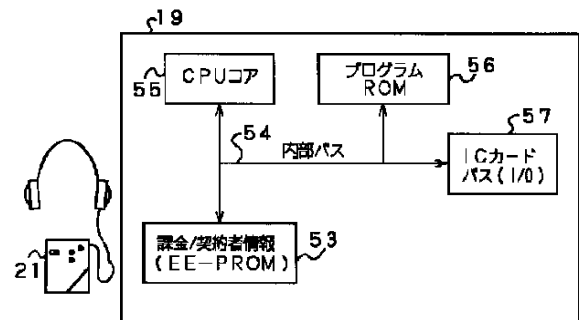 19
CPUコア
55
プログラム
ROM
56
57
54
内部バス
ICカード
バス(I/O)
課金/契約者情報
(EE-PROM)
53
21